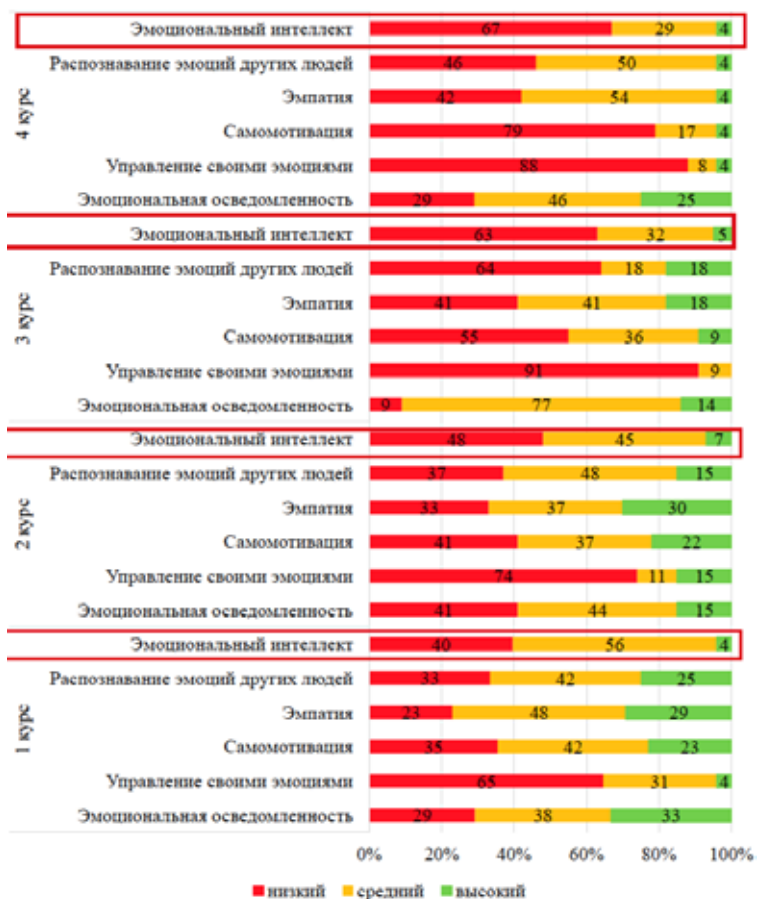 4 курс
Эмоциональный интеллект 67 29 4
Распознавание эмоций других людей 46 50 4
Эмпатия 42 54 4
Самомотивация 79 17 4
Управление своими эмоциями 88 8 4
Эмоциональная осведомленность 29 46 25
3 курс
Эмоциональный интеллект 63 32 5
Распознавание эмоций других людей 64 18 18
Эмпатия 41 41 18
Самомотивация 55 36 9
Управление своими эмоциями 91 9
Эмоциональная осведомленность 9 77 14
2 курс
Эмоциональный интеллект 48 45 7
Распознавание эмоций других людей 37 48 15
Эмпатия 33 37 30
Самомотивация 41 37 22
Управление своими эмоциями 74 11 15
Эмоциональная осведомленность 41 44 15
1 курс
Эмоциональный интеллект 40 56 4
Распознавание эмоций других людей 33 42 25
Эмпатия 23 48 29
Самомотивация 35 42 23
Управление своими эмоциями 65 31 4
Эмоциональная осведомленность 29 38 33
0% 20% 40% 60% 80% 100%
низкий средний высокий